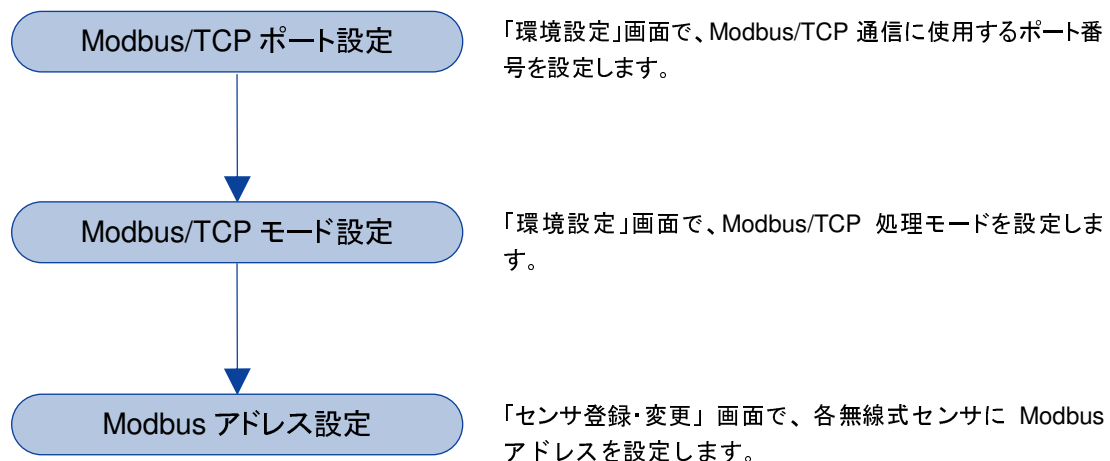 Modbus/TCP ポート設定
「環境設定」画面で、Modbus/TCP 通信に使用するポート番
号を設定します。
Modbus/TCP モード設定
「環境設定」画面で、Modbus/TCP 処理モードを設定しま
す。
Modbus アドレス設定
「センサ登録・変更」 画面で、各無線式センサに Modbus
アドレスを設定します。